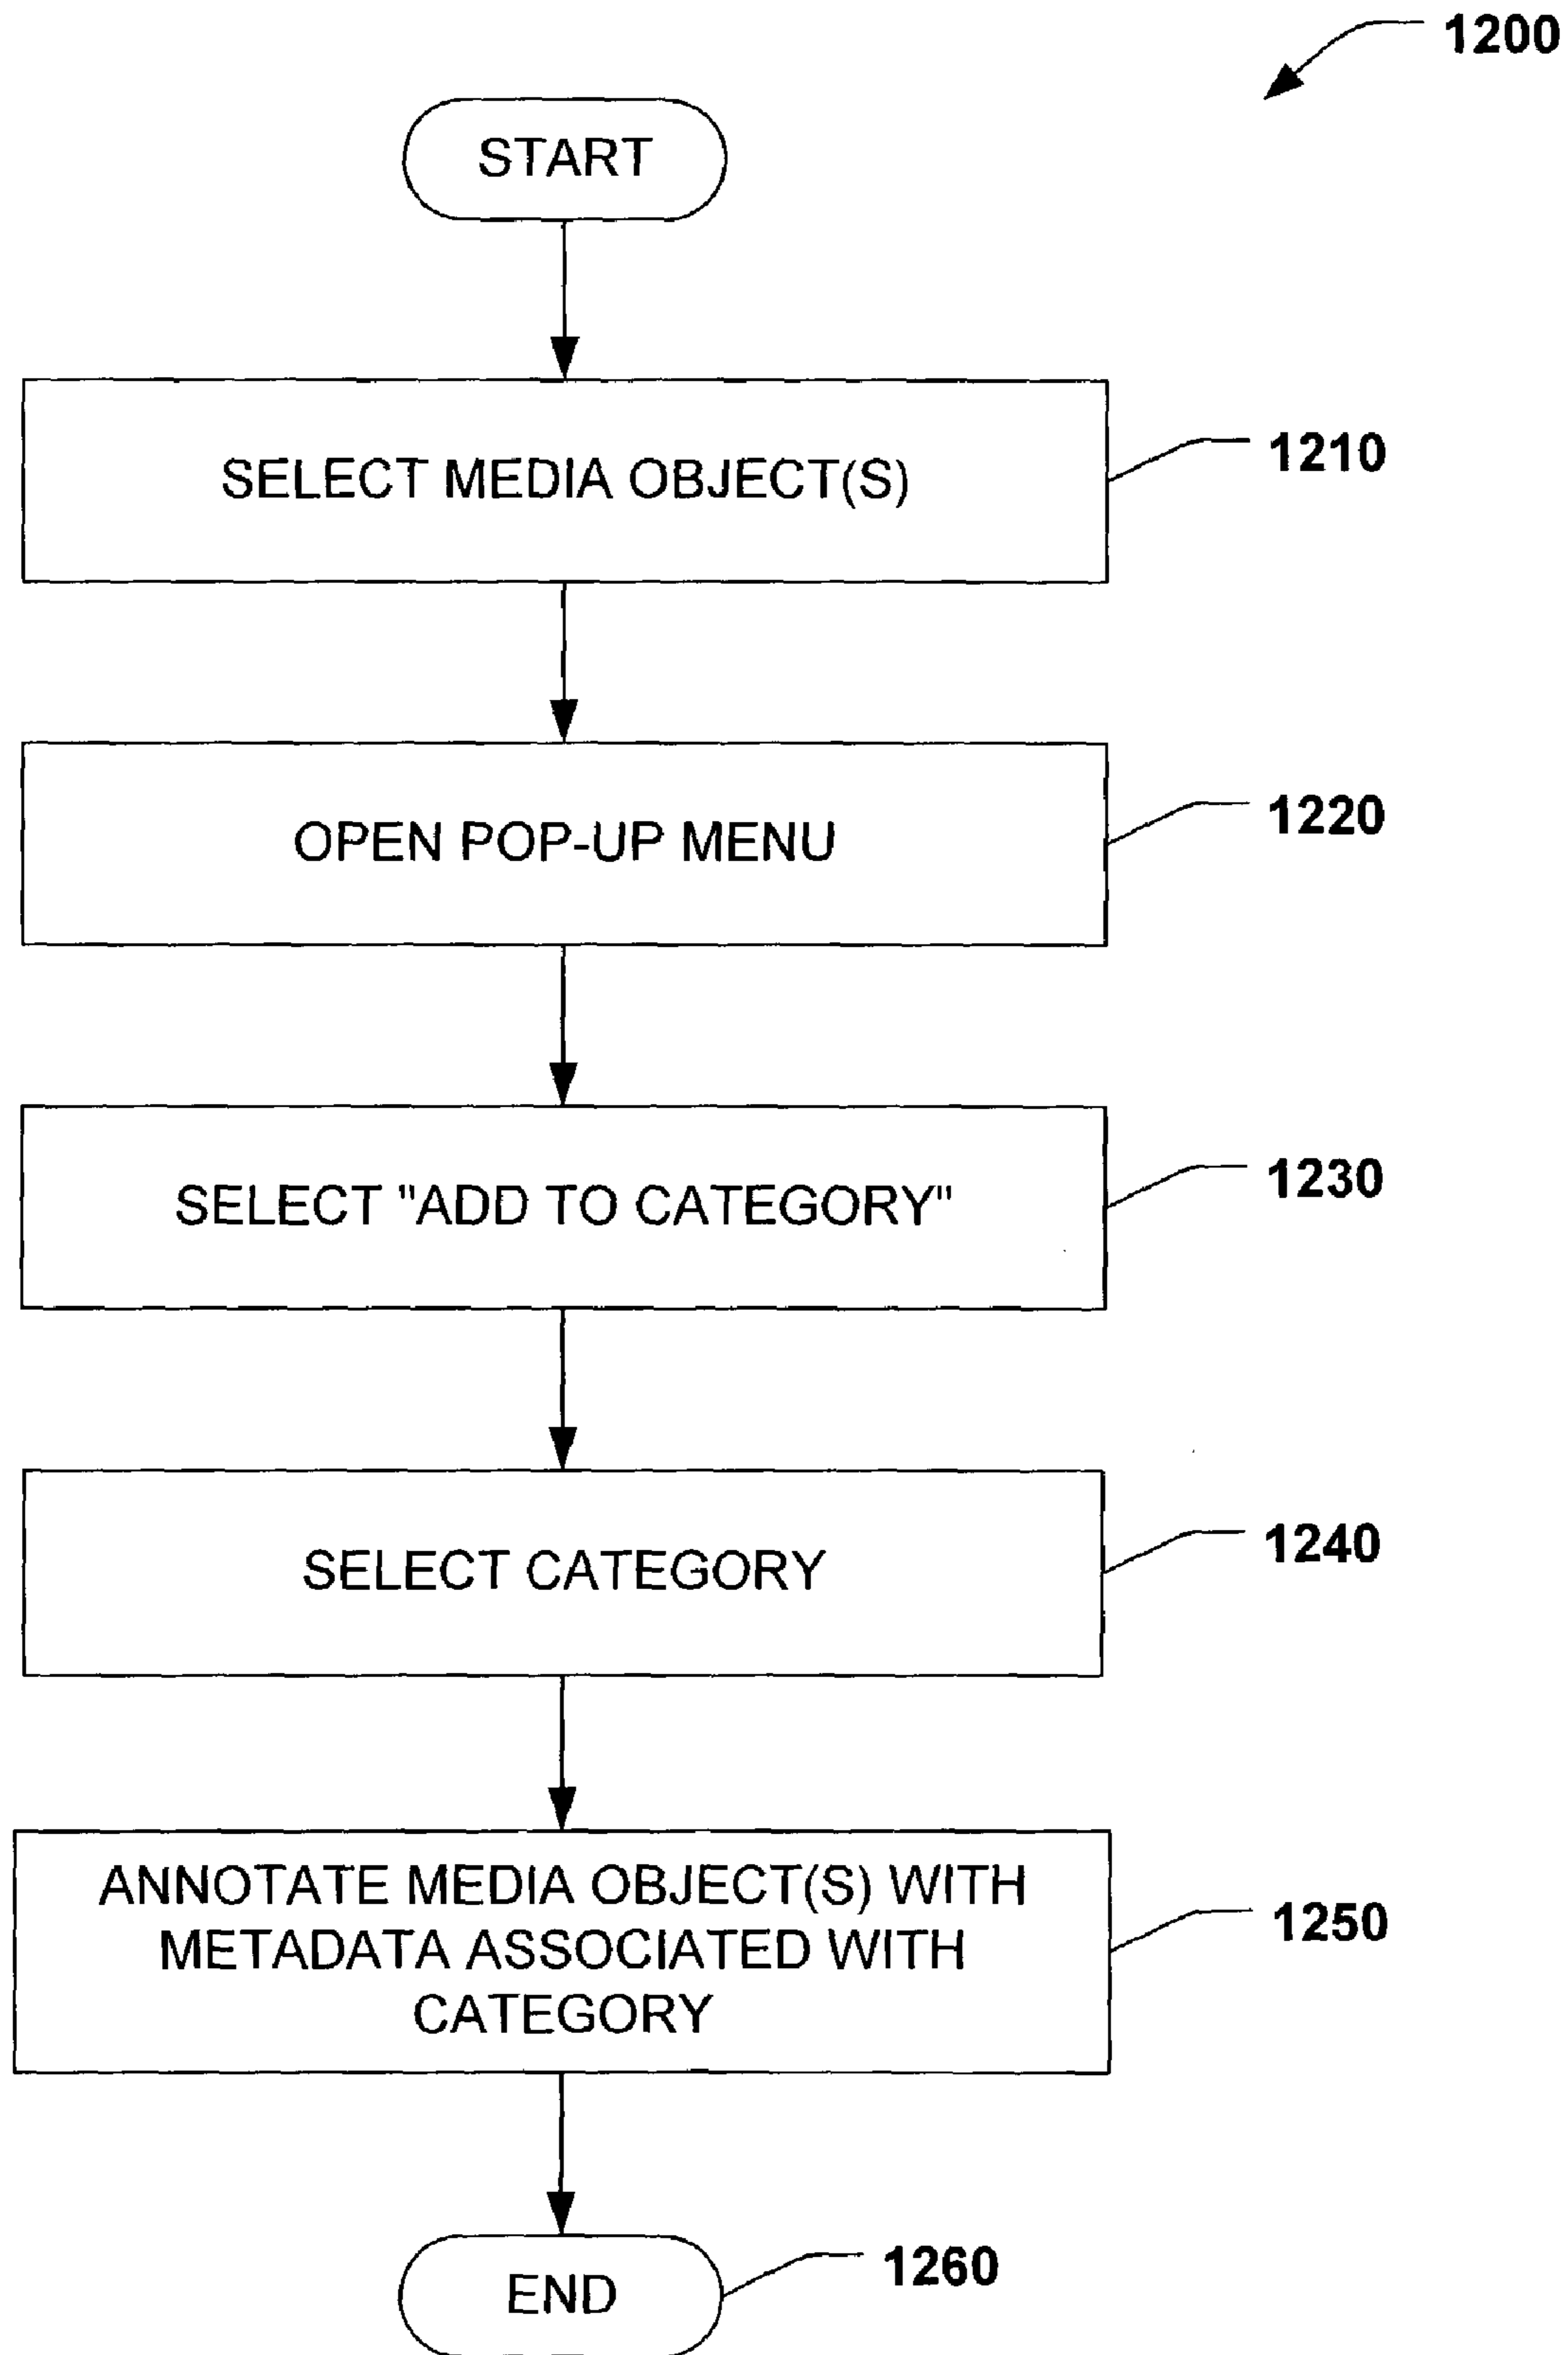 1200
START
SELECT MEDIA OBJECT(S)
1210
OPEN POP-UP MENU
1220
SELECT "ADD TO CATEGORY"
1230
SELECT CATEGORY
1240
ANNOTATE MEDIA OBJECT(S) WITH
METADATA ASSOCIATED WITH
CATEGORY
1250
END
1260